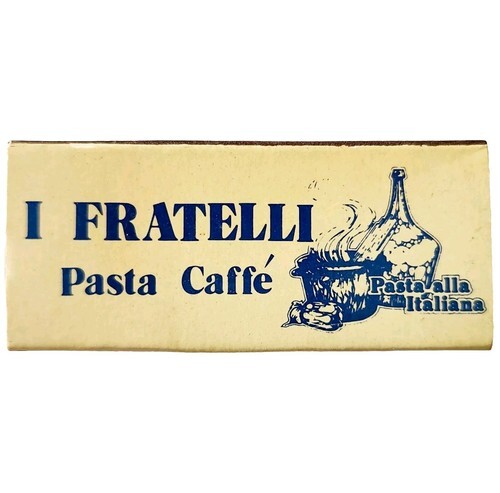 I FRATELLI
Pasta Caffé
Pasta alla
Italiana